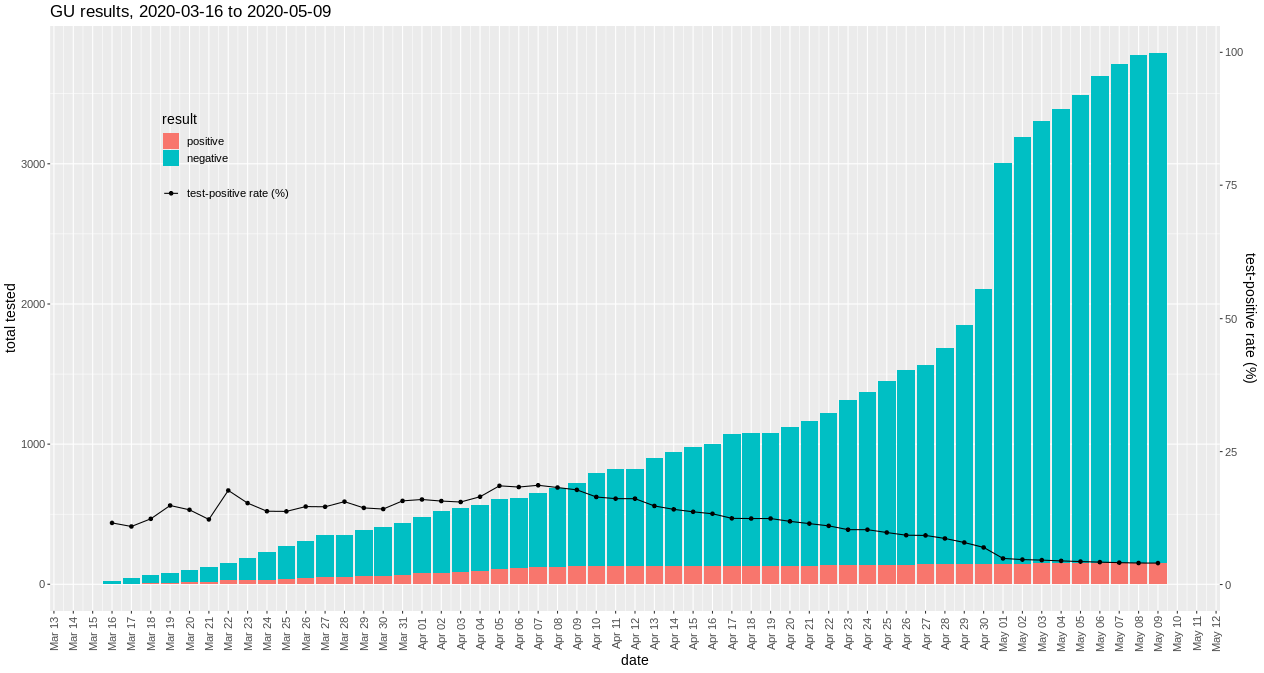 GU results, 2020-03-16 to 2020-05-09
result
positive
negative
test-positive rate (%)
total tested
3000
2000
1000
0
100
75
50
25
0
test-positive rate (%)
Mar 13
Mar 14
Mar 15
Mar 16
Mar 17
Mar 18
Mar 19
Mar 20
Mar 21
Mar 22
Mar 23
Mar 24
Mar 25
Mar 26
Mar 27
Mar 28
Mar 29
Mar 30
Mar 31
Apr 01
Apr 02
Apr 03
Apr 04
Apr 05
Apr 06
Apr 07
Apr 08
Apr 09
Apr 10
Apr 11
Apr 12
Apr 13
Apr 14
Apr 15
Apr 16
Apr 17
Apr 18
Apr 19
Apr 20
Apr 21
Apr 22
Apr 23
Apr 24
Apr 25
Apr 26
Apr 27
Apr 28
Apr 29
Apr 30
May 01
May 02
May 03
May 04
May 05
May 06
May 07
May 08
May 09
May 10
May 11
May 12
date